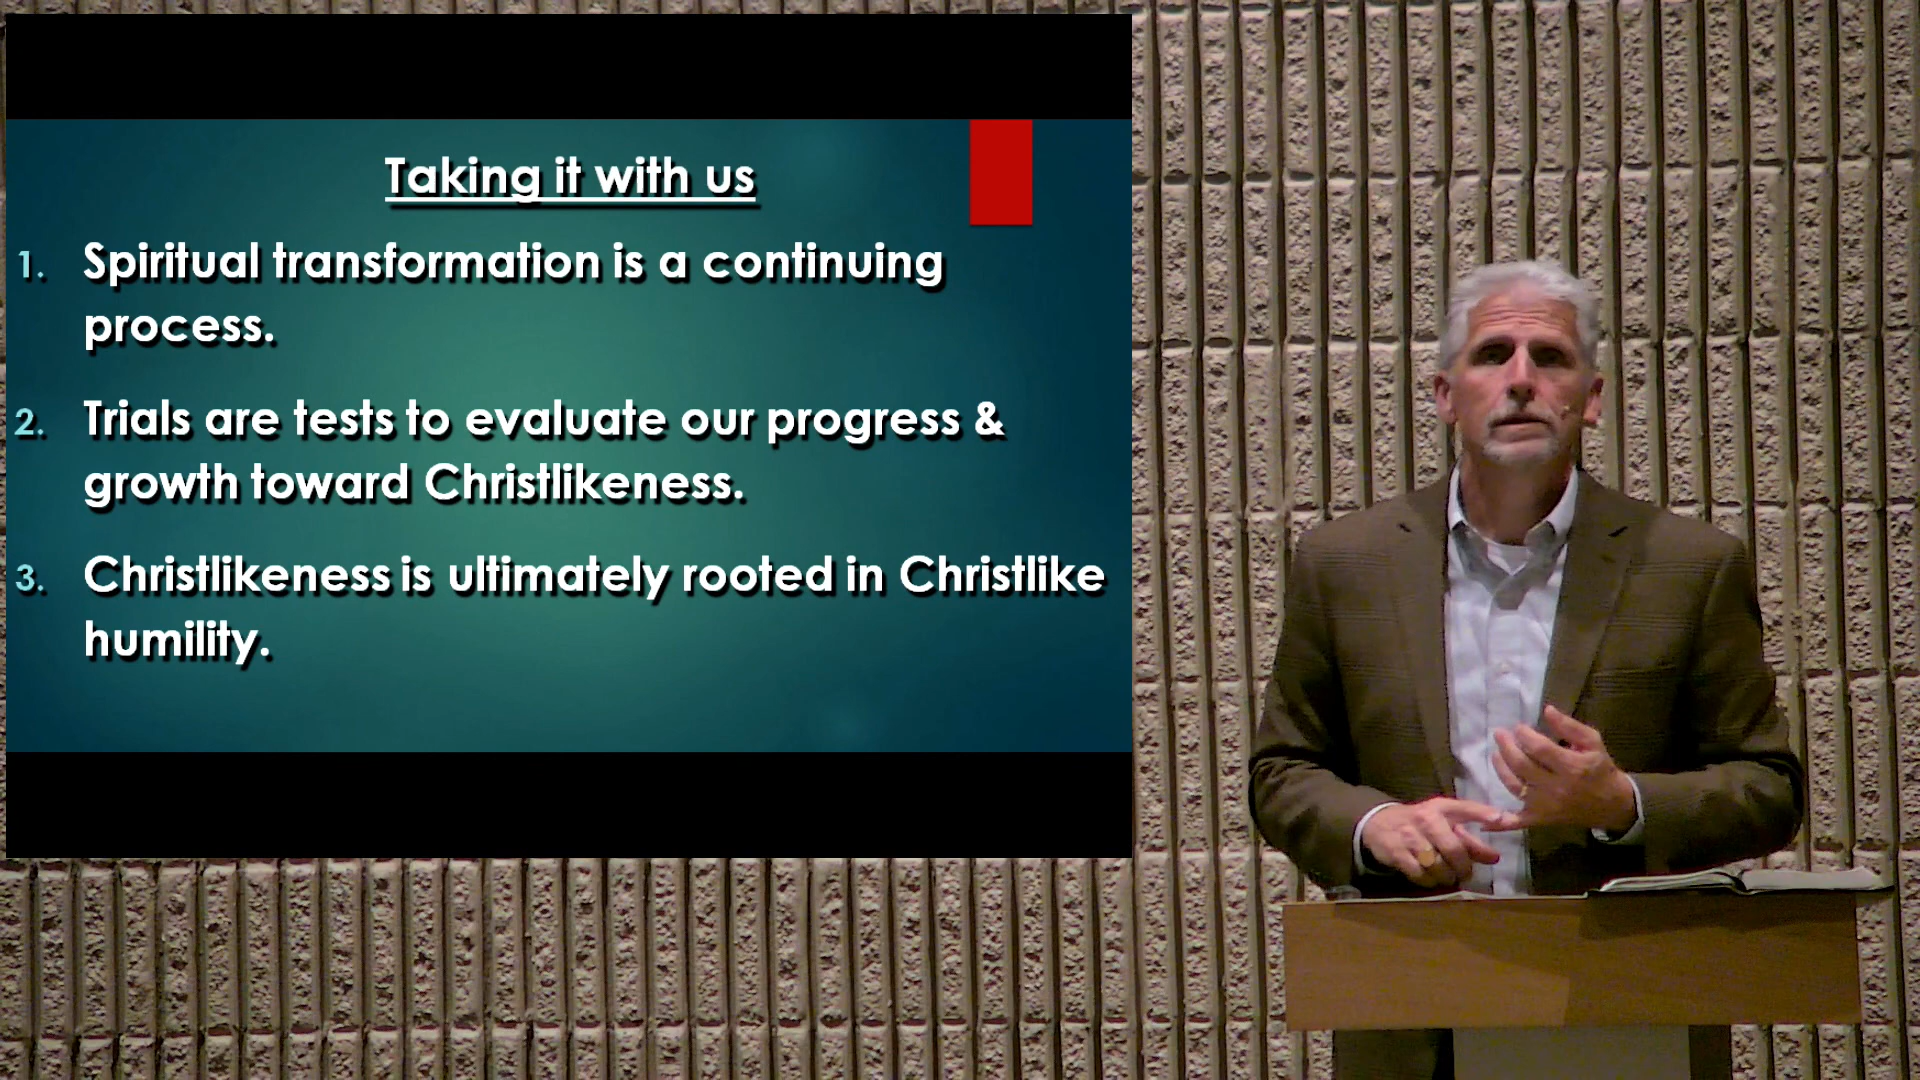 Taking it with us
1. Spiritual transformation is a continuing
process.
2. Trials are tests to evaluate our progress &
growth toward Christlikeness.
3. Christlikeness is ultimately rooted in Christlike
humility.